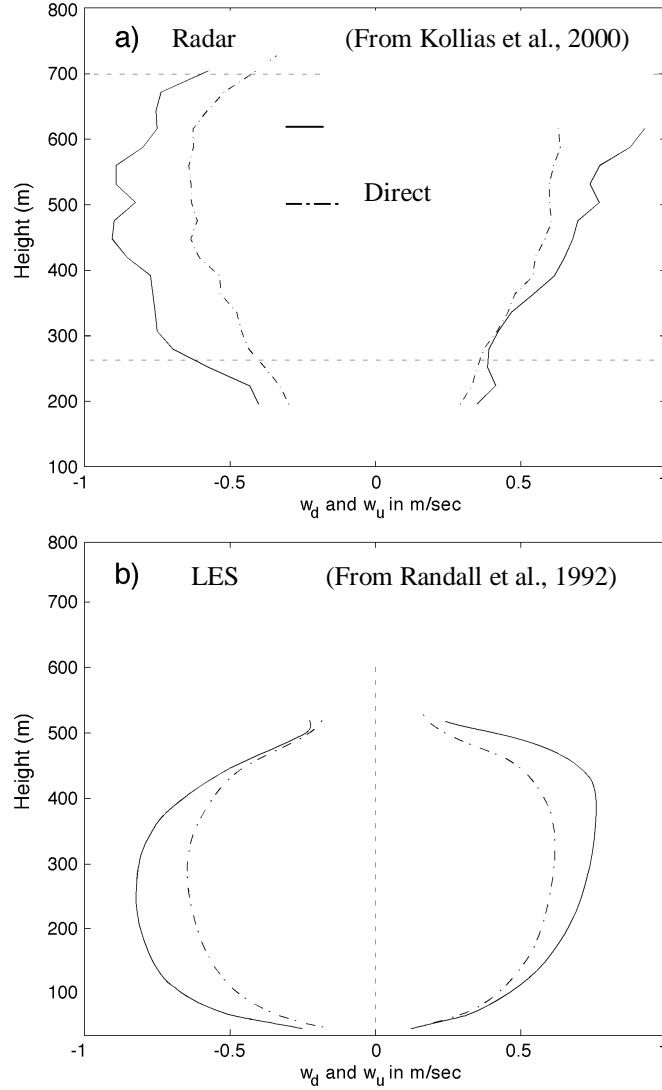 800
a) Radar (From Kollias et al., 2000)
700
600
Direct
500
400
300
200
100
Height (m)
-1 -0.5 0 0.5 1
w_d and w_u in m/sec
800
b) LES (From Randall et al., 1992)
700
600
500
400
300
200
100
Height (m)
-1 -0.5 0 0.5 1
w_d and w_u in m/sec